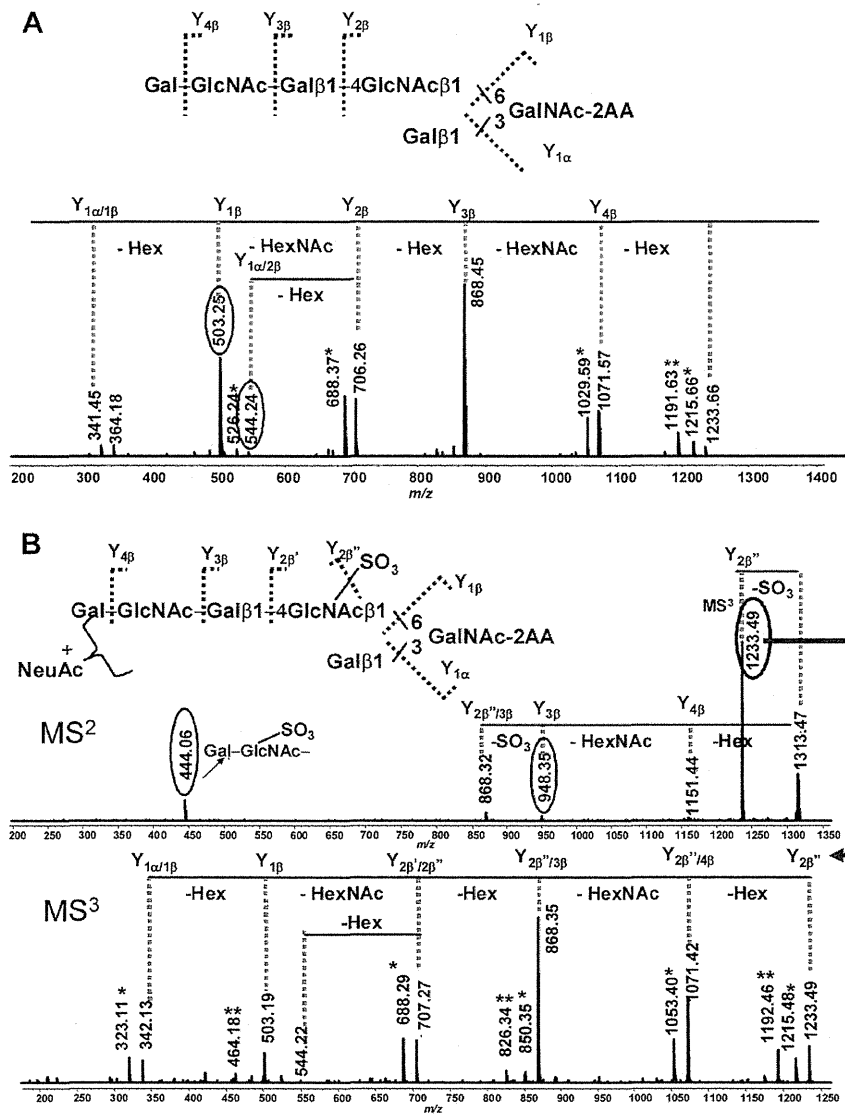 A
Y4β Y3β Y2β Y1β
Gal–GlcNAc–Galβ1–4GlcNAcβ1
6
GalNAc-2AA
Galβ1 3
Y1α
Y1α/1β Y1β Y2β Y3β Y4β
- Hex - HexNAc - Hex - HexNAc - Hex
Y1α/2β
- Hex
341.45
364.18
503.25
526.24*
544.24
688.37*
706.26
868.45
1029.59*
1071.57
1191.63**
1215.66*
1233.66
200 300 400 500 600 700 800 900 1000 1100 1200 1300 1400
m/z
B
Y4β Y3β Y2β' Y2β''
SO3
Y1β
Gal–GlcNAc–Galβ1–4GlcNAcβ1
6
GalNAc-2AA
Galβ1 3
Y1α
+
NeuAc
Y2β''
-SO3
MS3
1233.49
1313.47
MS2
444.06
SO3
Gal–GlcNAc–
Y2β''/3β Y3β Y4β
-SO3 - HexNAc -Hex
868.32
948.35
1151.44
200 250 300 350 400 450 500 550 600 650 700 750 800 850 900 950 1000 1050 1100 1150 1200 1250 1300 1350
m/z
MS3
Y1α/1β Y1β Y2β'/2β'' Y2β''/3β Y2β''/4β Y2β''
-Hex -HexNAc -Hex - HexNAc -Hex
-Hex
323.11 *
342.13
464.18**
503.19
544.22
688.29 *
707.27
826.34**
850.35 *
868.35
1053.40*
1071.42
1192.46**
1215.48*
1233.49
200 250 300 350 400 450 500 550 600 650 700 750 800 850 900 950 1000 1050 1100 1150 1200 1250
m/z